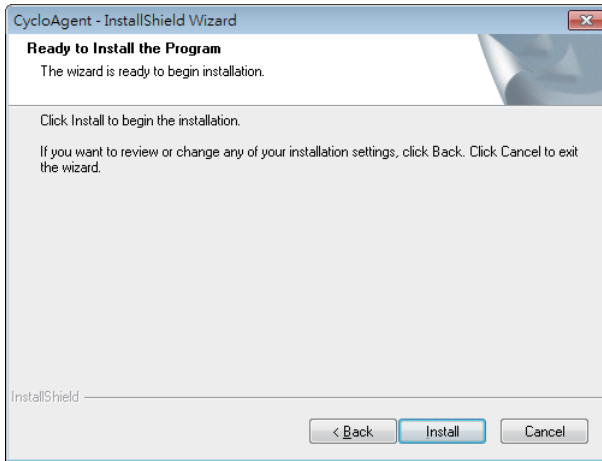 CycloAgent - InstallShield Wizard
Ready to Install the Program
The wizard is ready to begin installation.
Click Install to begin the installation.
If you want to review or change any of your installation settings, click Back. Click Cancel to exit
the wizard.
InstallShield
< Back Install Cancel